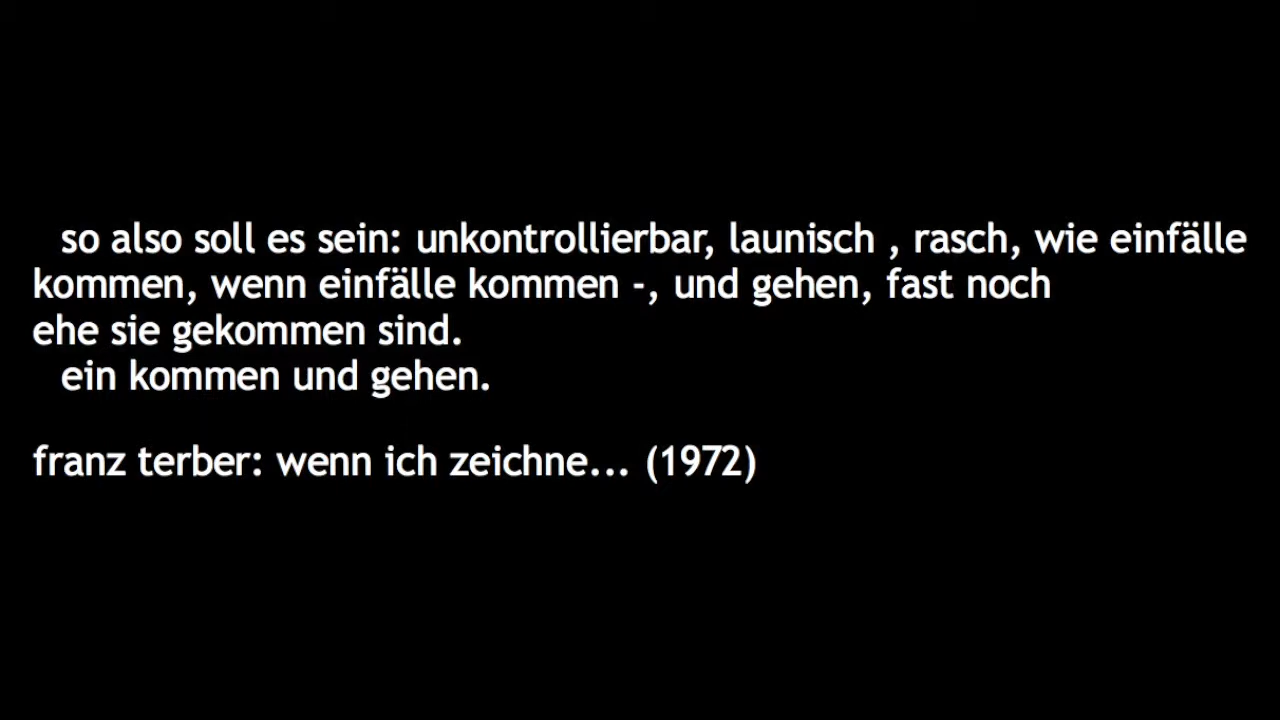 so also soll es sein: unkontrollierbar, launisch , rasch, wie einfälle
kommen, wenn einfälle kommen -, und gehen, fast noch
ehe sie gekommen sind.
ein kommen und gehen.
franz terber: wenn ich zeichne... (1972)